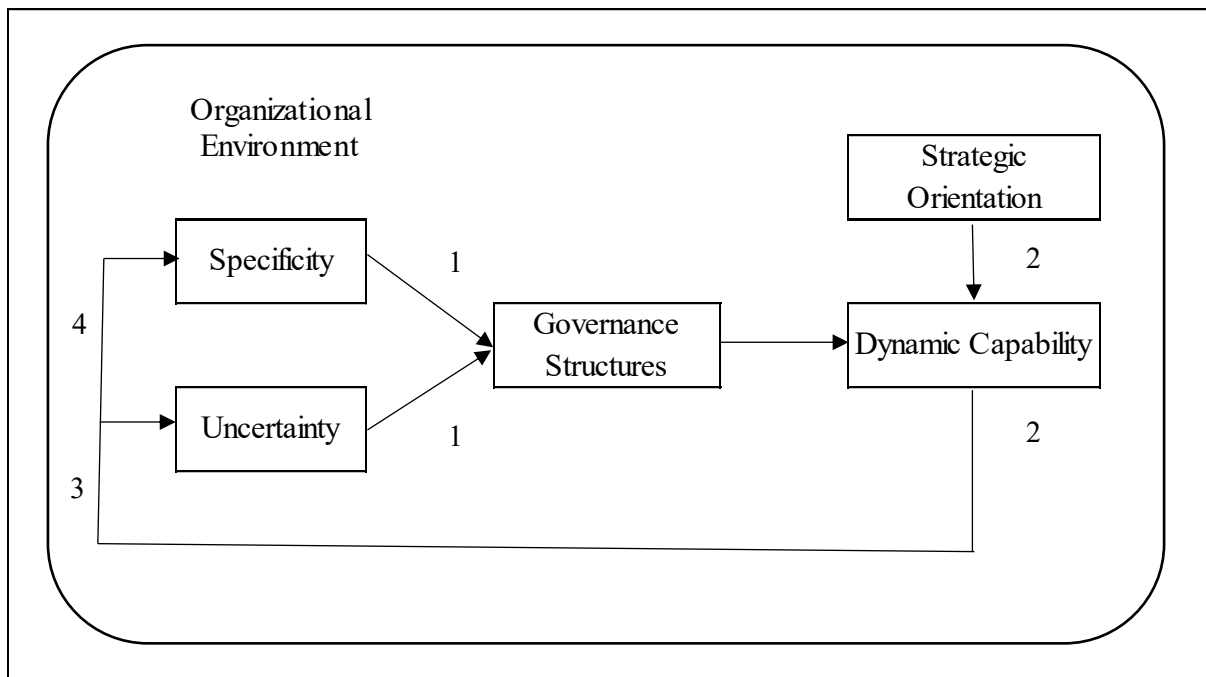 Organizational
Environment
Strategic
Orientation
Specificity
1
2
4
Governance
Structures
Dynamic Capability
Uncertainty
1
2
3